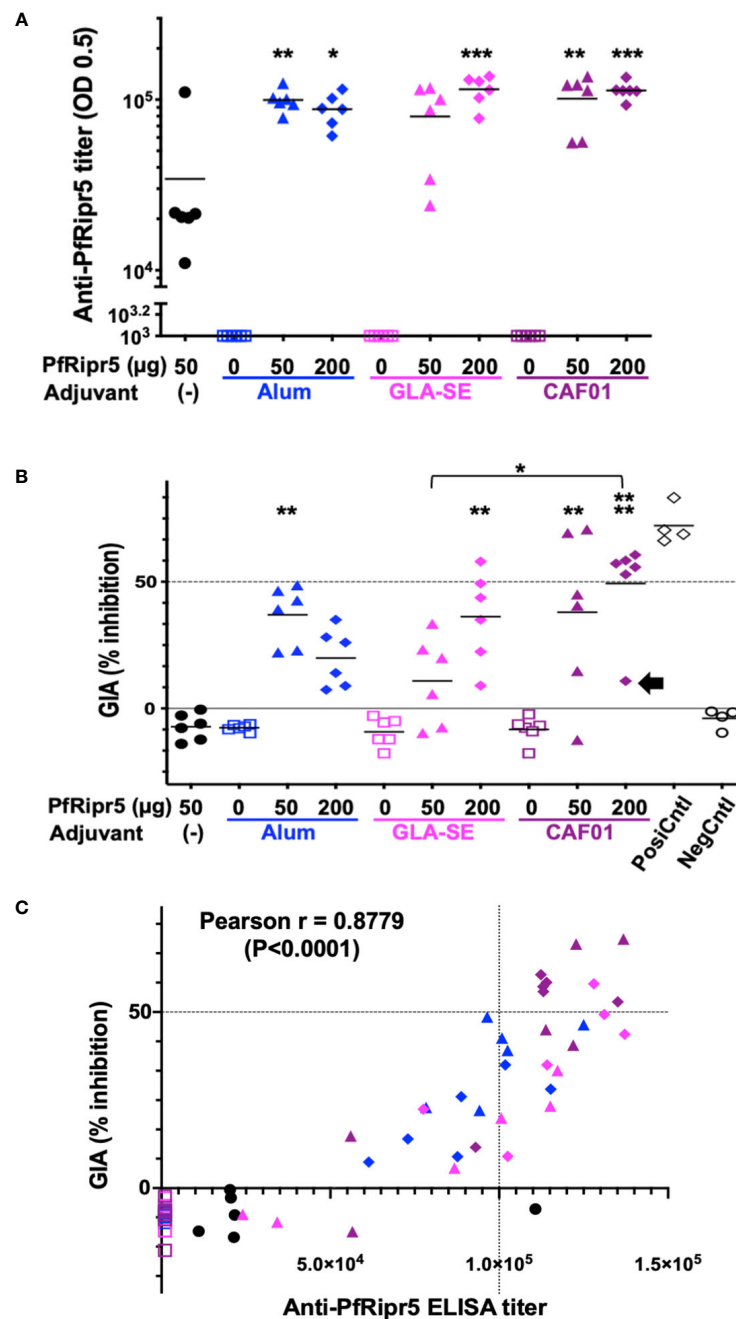 A
Anti-PfRipr5 titer (OD 0.5)
10^5
10^4
10^3.2
10^3
** * *** ** ***
PfRipr5 (µg) 50 0 50 200 0 50 200 0 50 200
Adjuvant (-) Alum GLA-SE CAF01
B
GIA (% inhibition)
*
** ** ** **
**
50
0
PfRipr5 (µg) 50 0 50 200 0 50 200 0 50 200 PosiCntl NegCntl
Adjuvant (-) Alum GLA-SE CAF01
C
Pearson r = 0.8779
(P<0.0001)
GIA (% inhibition)
50
0
5.0×10^4 1.0×10^5 1.5×10^5
Anti-PfRipr5 ELISA titer